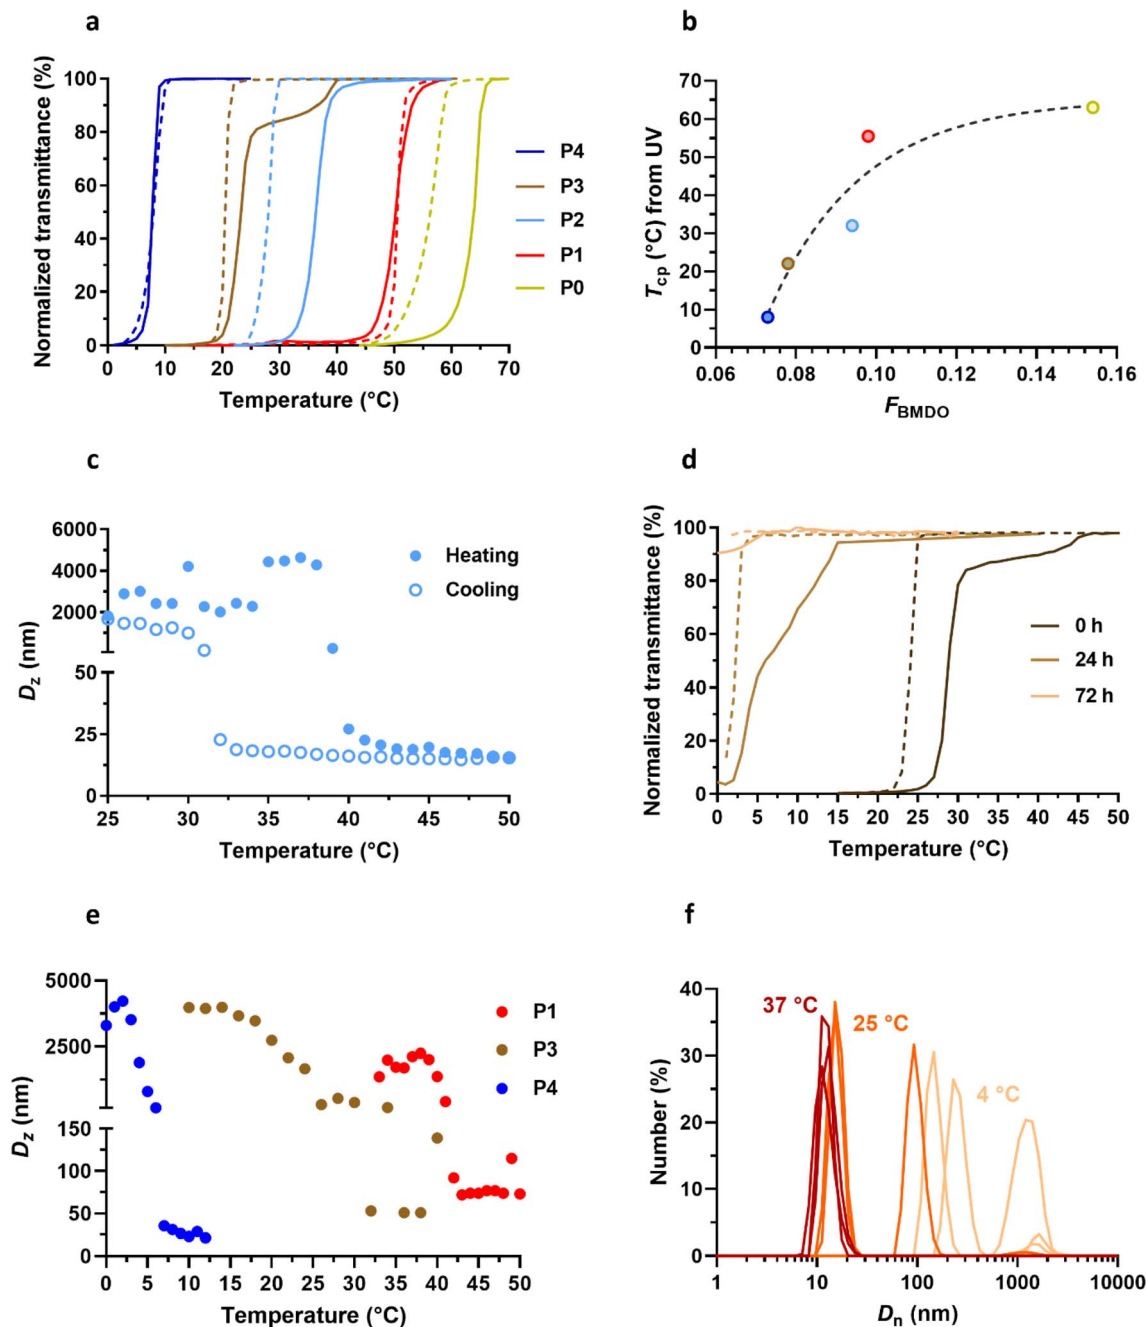 a
Normalized transmittance (%)
100
80
60
40
20
0
0 10 20 30 40 50 60 70
Temperature (°C)
P4
P3
P2
P1
P0
b
T_cp (°C) from UV
70
60
50
40
30
20
10
0
0.06 0.08 0.10 0.12 0.14 0.16
F_BMDO
c
D_z (nm)
6000
4000
2000
50
25
0
25 30 35 40 45 50
Temperature (°C)
Heating
Cooling
d
Normalized transmittance (%)
100
80
60
40
20
0
0 5 10 15 20 25 30 35 40 45 50
Temperature (°C)
0 h
24 h
72 h
e
D_z (nm)
5000
2500
150
100
50
0
0 5 10 15 20 25 30 35 40 45 50
Temperature (°C)
P1
P3
P4
f
Number (%)
40
30
20
10
0
1 10 100 1000 10000
D_n (nm)
37 °C
25 °C
4 °C